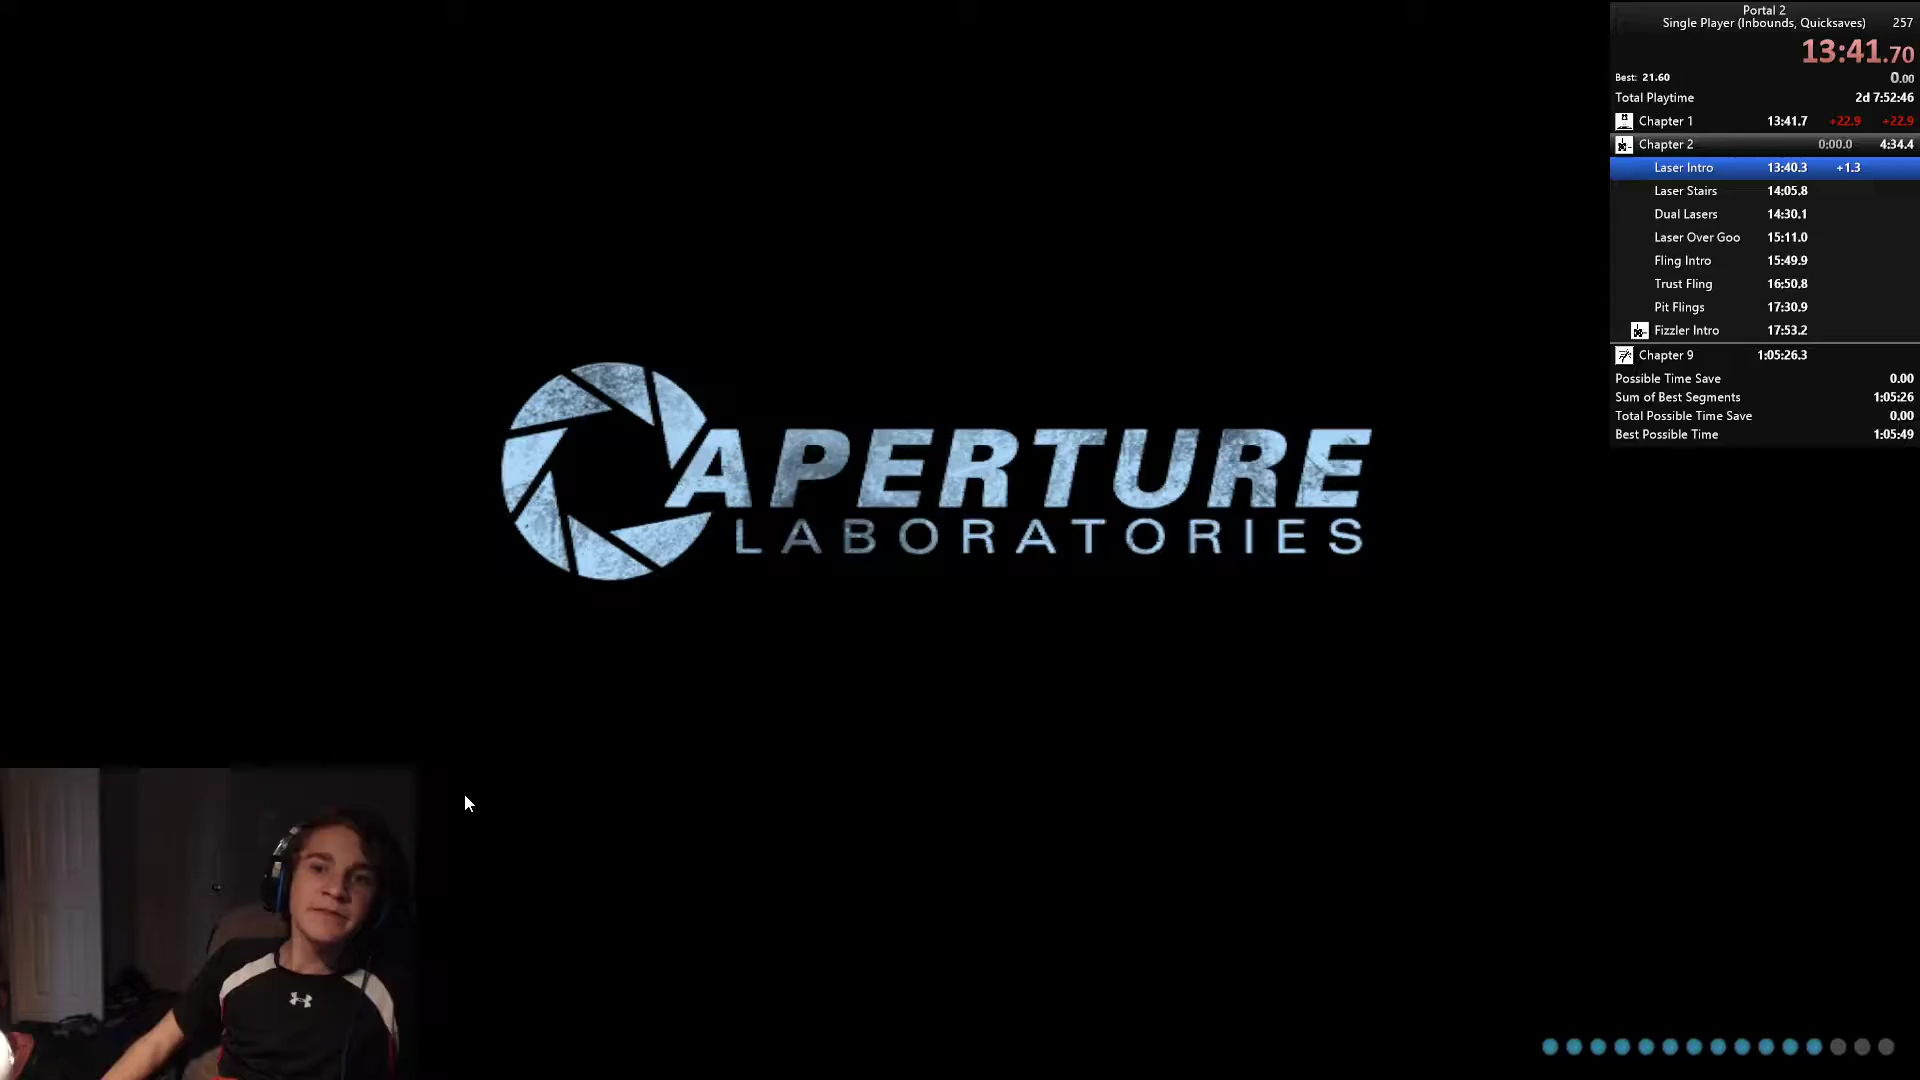 Portal 2
Single Player (Inbounds, Quicksaves) 257
13:41.70
Best: 21.60 0.00
Total Playtime 2d 7:52:46
Chapter 1 13:41.7 +22.9 +22.9
Chapter 2 0:00.0 4:34.4
Laser Intro 13:40.3 +1.3
Laser Stairs 14:05.8
Dual Lasers 14:30.1
Laser Over Goo 15:11.0
Fling Intro 15:49.9
Trust Fling 16:50.8
Pit Flings 17:30.9
Fizzler Intro 17:53.2
Chapter 9 1:05:26.3
Possible Time Save 0.00
Sum of Best Segments 1:05:26
Total Possible Time Save 0.00
Best Possible Time 1:05:49
APERTURE
LABORATORIES